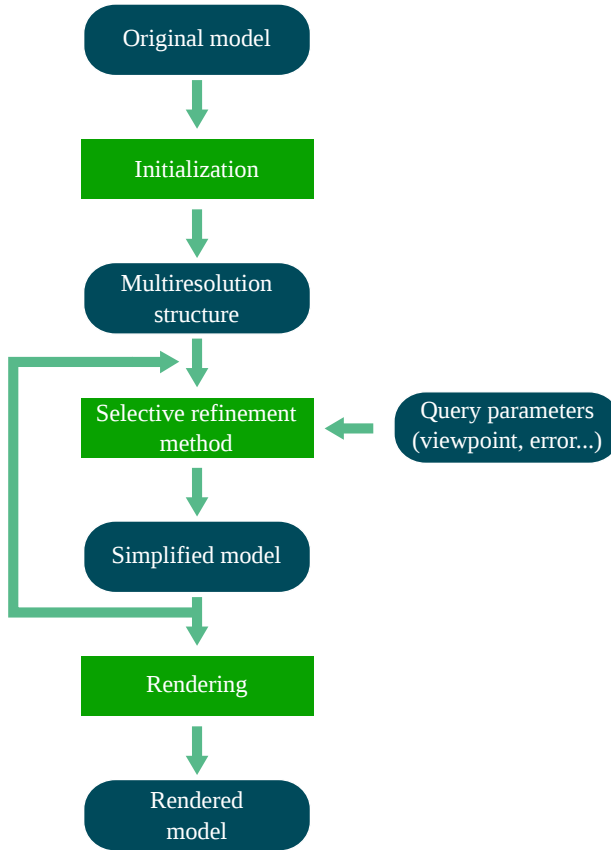 Original model
Initialization
Multiresolution
structure
Selective refinement
method
Query parameters
(viewpoint, error...)
Simplified model
Rendering
Rendered
model